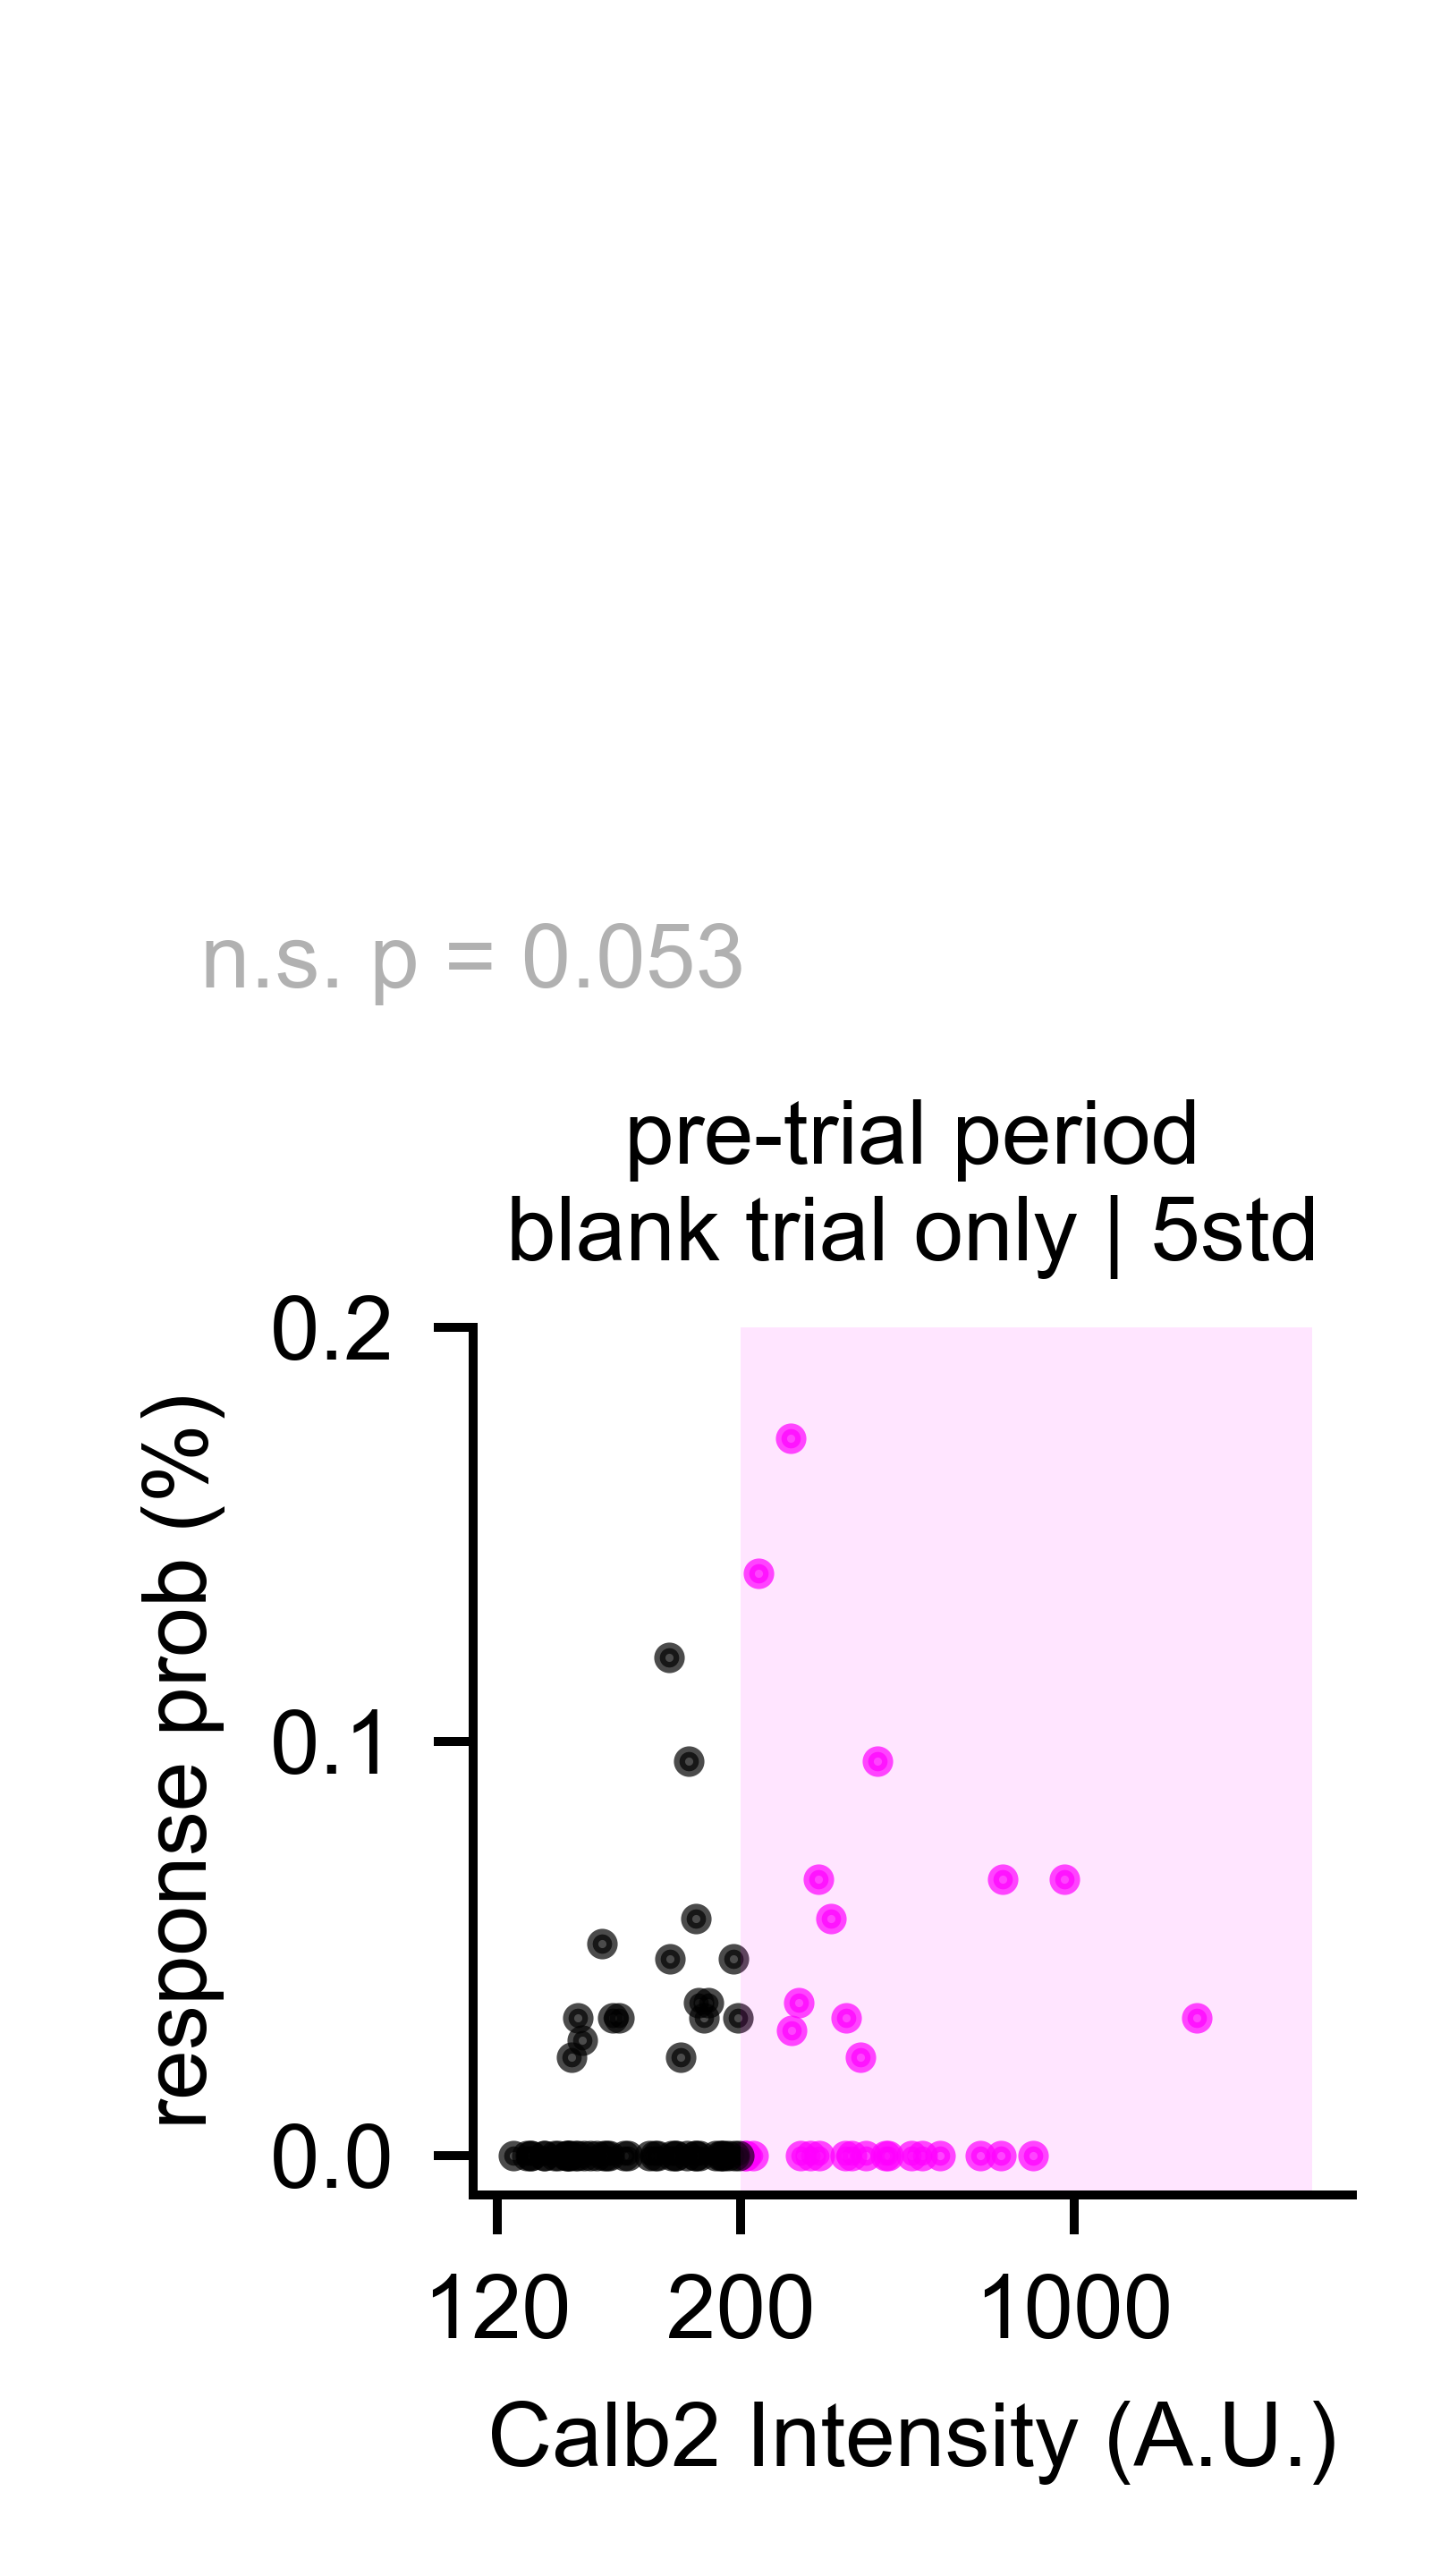 n.s. p = 0.053
pre-trial period
blank trial only | 5std
0.2
0.1
0.0
response prob (%)
120 200 1000
Calb2 Intensity (A.U.)